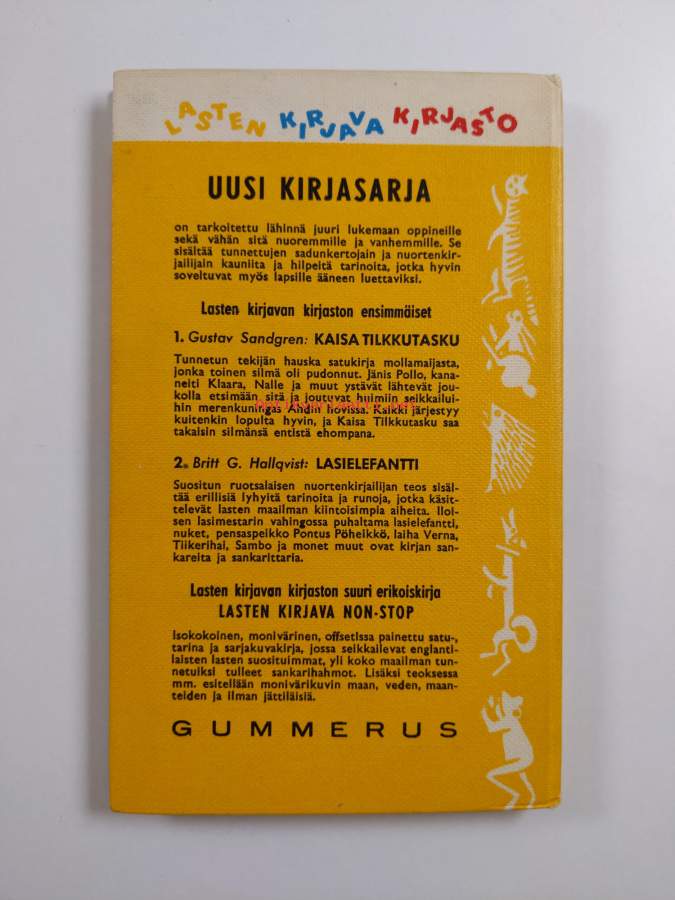 LASTEN KIRJAVA KIRJASTO
UUSI KIRJASARJA
on tarkoitettu lähinnä juuri lukemaan oppineille
sekä vähän sitä nuoremmille ja vanhemmille. Se
sisältää tunnettujen sadunkertojain ja nuortenkir-
jailijain kauniita ja hilpeitä tarinoita, jotka hyvin
soveltuvat myös lapsille ääneen luettaviksi.
Lasten kirjavan kirjaston ensimmäiset
1. Gustav Sandgren: KAISA TILKKUTASKU
Tunnetun tekijän hauska satukirja mollamaijasta,
jonka toinen silmä oli pudonnut. Jänis Pollo, kana-
neiti Klaara, Nalle ja muut ystävät lähtevät jou-
kolla etsimään sitä ja joutuvat huimiin seikkailui-
hin merenkuningas Ahdin hovissa. Kaikki järjestyy
kuitenkin lopulta hyvin, ja Kaisa Tilkkutasku saa
takaisin silmänsä entistä ehompana.
2. Britt G. Hallqvist: LASIELEFANTTI
Suositun ruotsalaisen nuortenkirjailijan teos sisäl-
tää erillisiä lyhyitä tarinoita ja runoja, jotka käsit-
televät lasten maailman kiintoisimpia aiheita. Iloi-
sen lasimestarin vahingossa puhaltama lasielefantti,
nuket, pensaspeikko Pontus Pöheikkö, laiha Verna,
Tiikerihai, Sambo ja monet muut ovat kirjan san-
kareita ja sankarittaria.
Lasten kirjavan kirjaston suuri erikoiskirja
LASTEN KIRJAVA NON-STOP
Isokokoinen, monivärinen, offsetissa painettu satu-,
tarina ja sarjakuvakirja, jossa seikkailevat englanti-
laisten lasten suosituimmat, yli koko maailman tun-
netuiksi tulleet sankarihahmot. Lisäksi teoksessa
mm. esitellään monivärikuvin maan, veden, maan-
teiden ja ilman jättiläisiä.
GUMMERUS